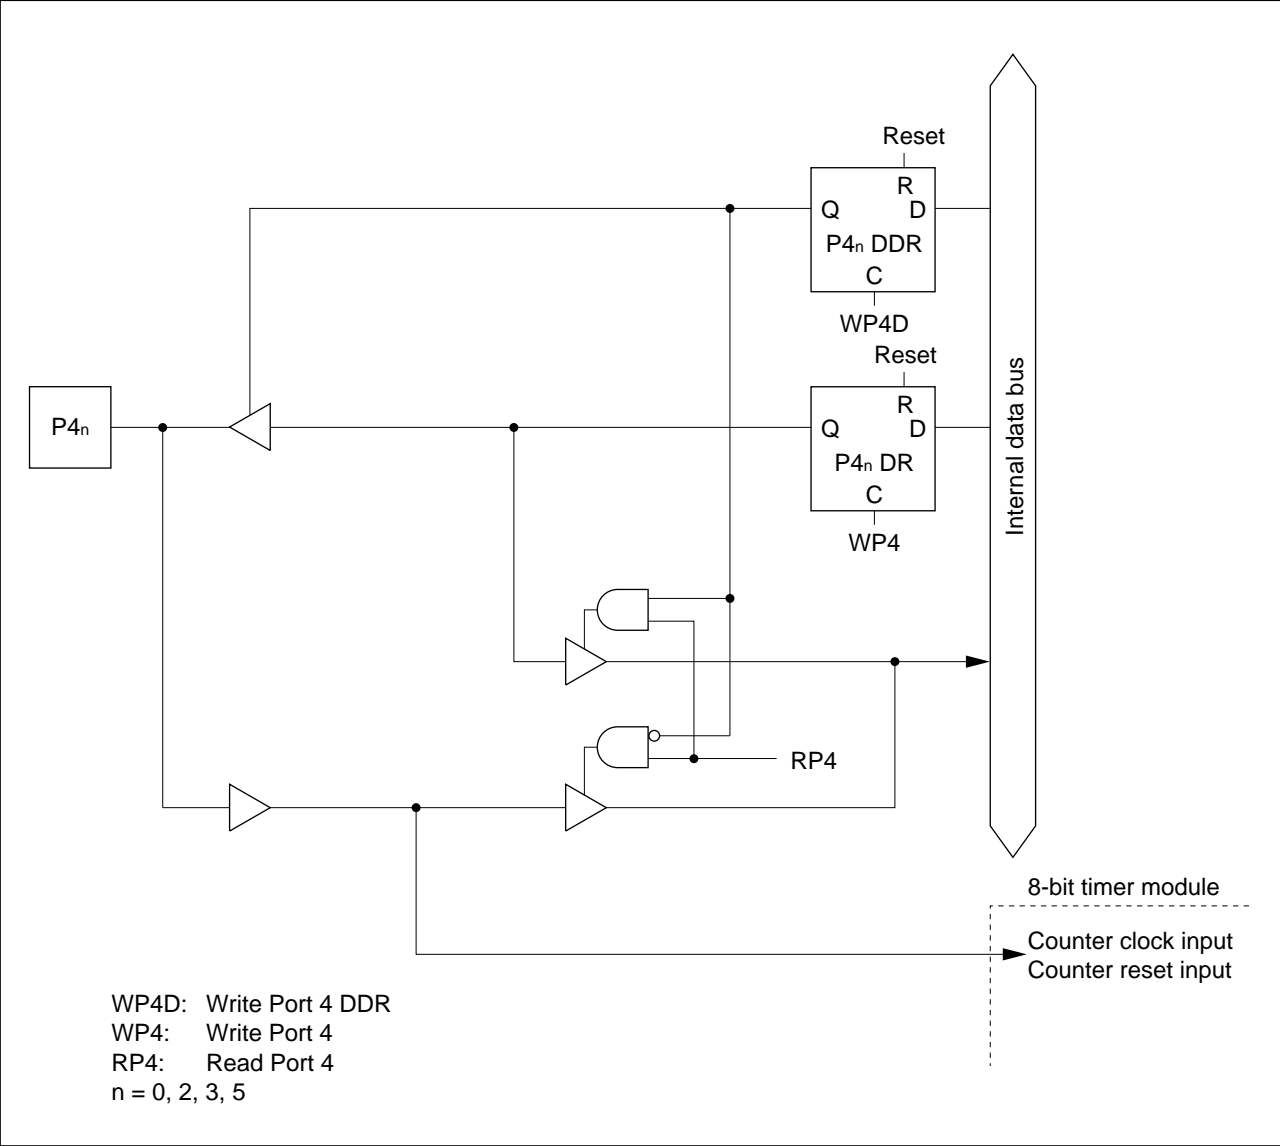 Reset
R
Q D
P4n DDR
C
WP4D
Reset
R
Q D
P4n DR
C
WP4
P4n
Internal data bus
RP4
8-bit timer module
Counter clock input
Counter reset input
WP4D: Write Port 4 DDR
WP4: Write Port 4
RP4: Read Port 4
n = 0, 2, 3, 5